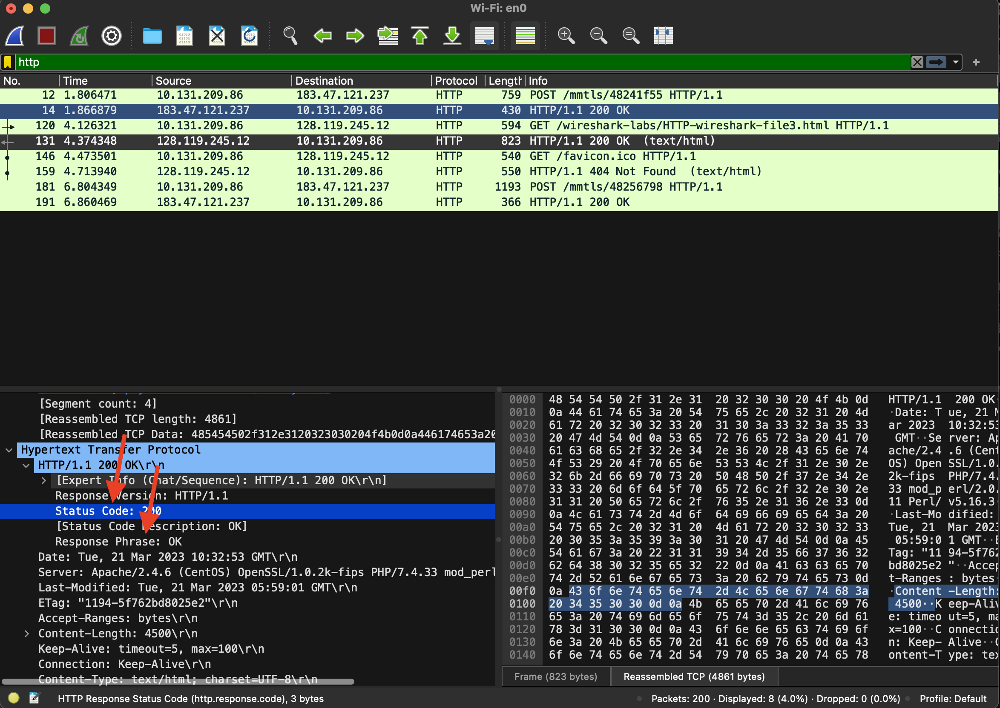 Wi-Fi: en0
http
No. Time Source Destination Protocol Length Info
12 1.806471 10.131.209.86 183.47.121.237 HTTP 759 POST /mmtls/48241f55 HTTP/1.1
14 1.866879 183.47.121.237 10.131.209.86 HTTP 430 HTTP/1.1 200 OK
120 4.126321 10.131.209.86 128.119.245.12 HTTP 594 GET /wireshark-labs/HTTP-wireshark-file3.html HTTP/1.1
131 4.374348 128.119.245.12 10.131.209.86 HTTP 823 HTTP/1.1 200 OK (text/html)
146 4.473501 10.131.209.86 128.119.245.12 HTTP 540 GET /favicon.ico HTTP/1.1
159 4.713940 128.119.245.12 10.131.209.86 HTTP 550 HTTP/1.1 404 Not Found (text/html)
181 6.804349 10.131.209.86 183.47.121.237 HTTP 1193 POST /mmtls/48256798 HTTP/1.1
191 6.860469 183.47.121.237 10.131.209.86 HTTP 366 HTTP/1.1 200 OK
[Segment count: 4]
[Reassembled TCP length: 4861]
[Reassembled TCP Data: 485454502f312e3120323030204f4b0d0a446174653a20
Hypertext Transfer Protocol
HTTP/1.1 200 OK\r\n
[Expert Info (Chat/Sequence): HTTP/1.1 200 OK\r\n]
Response Version: HTTP/1.1
Status Code: 200
[Status Code Description: OK]
Response Phrase: OK
Date: Tue, 21 Mar 2023 10:32:53 GMT\r\n
Server: Apache/2.4.6 (CentOS) OpenSSL/1.0.2k-fips PHP/7.4.33 mod_perl
Last-Modified: Tue, 21 Mar 2023 05:59:01 GMT\r\n
ETag: "1194-5f762bd8025e2"\r\n
Accept-Ranges: bytes\r\n
Content-Length: 4500\r\n
Keep-Alive: timeout=5, max=100\r\n
Connection: Keep-Alive\r\n
Content-Type: text/html; charset=UTF-8\r\n
0000 48 54 54 50 2f 31 2e 31 20 32 30 30 20 4f 4b 0d HTTP/1.1 200 OK·
0010 0a 44 61 74 65 3a 20 54 75 65 2c 20 32 31 20 4d ·Date: T ue, 21 M
0020 61 72 20 32 30 32 33 20 31 30 3a 33 32 3a 35 33 ar 2023 10:32:53
0030 20 47 4d 54 0d 0a 53 65 72 76 65 72 3a 20 41 70 GMT··Se rver: Ap
0040 61 63 68 65 2f 32 2e 34 2e 36 20 28 43 65 6e 74 ache/2.4 .6 (Cent
0050 4f 53 29 20 4f 70 65 6e 53 53 4c 2f 31 2e 30 2e OS) Open SSL/1.0.
0060 32 6b 2d 66 69 70 73 20 50 48 50 2f 37 2e 34 2e 2k-fips PHP/7.4.
0070 33 33 20 6d 6f 64 5f 70 65 72 6c 2f 32 2e 30 2e 33 mod_p erl/2.0.
0080 31 31 20 50 65 72 6c 2f 76 35 2e 31 36 2e 33 0d 11 Perl/ v5.16.3·
0090 0a 4c 61 73 74 2d 4d 6f 64 69 66 69 65 64 3a 20 ·Last-Mo dified:
00a0 54 75 65 2c 20 32 31 20 4d 61 72 20 32 30 32 33 Tue, 21 Mar 2023
00b0 20 30 35 3a 35 39 3a 30 31 20 47 4d 54 0d 0a 45 05:59:0 1 GMT··E
00c0 54 61 67 3a 20 22 31 31 39 34 2d 35 66 37 36 32 Tag: "11 94-5f762
00d0 62 64 38 30 32 35 65 32 22 0d 0a 41 63 63 65 70 bd8025e2 "··Accep
00e0 74 2d 52 61 6e 67 65 73 3a 20 62 79 74 65 73 0d t-Ranges : bytes·
00f0 0a 43 6f 6e 74 65 6e 74 2d 4c 65 6e 67 74 68 3a ·Content -Length:
0100 20 34 35 30 30 0d 0a 4b 65 65 70 2d 41 6c 69 76 4500··K eep-Aliv
0110 65 3a 20 74 69 6d 65 6f 75 74 3d 35 2c 20 6d 61 e: timeo ut=5, ma
0120 78 3d 31 30 30 0d 0a 43 6f 6e 6e 65 63 74 69 6f x=100··C onnectio
0130 6e 3a 20 4b 65 65 70 2d 41 6c 69 76 65 0d 0a 43 n: Keep- Alive··C
0140 6f 6e 74 65 6e 74 2d 54 79 70 65 3a 20 74 65 78 ontent-T ype: tex
Frame (823 bytes) Reassembled TCP (4861 bytes)
HTTP Response Status Code (http.response.code), 3 bytes Packets: 200 · Displayed: 8 (4.0%) · Dropped: 0 (0.0%) Profile: Default